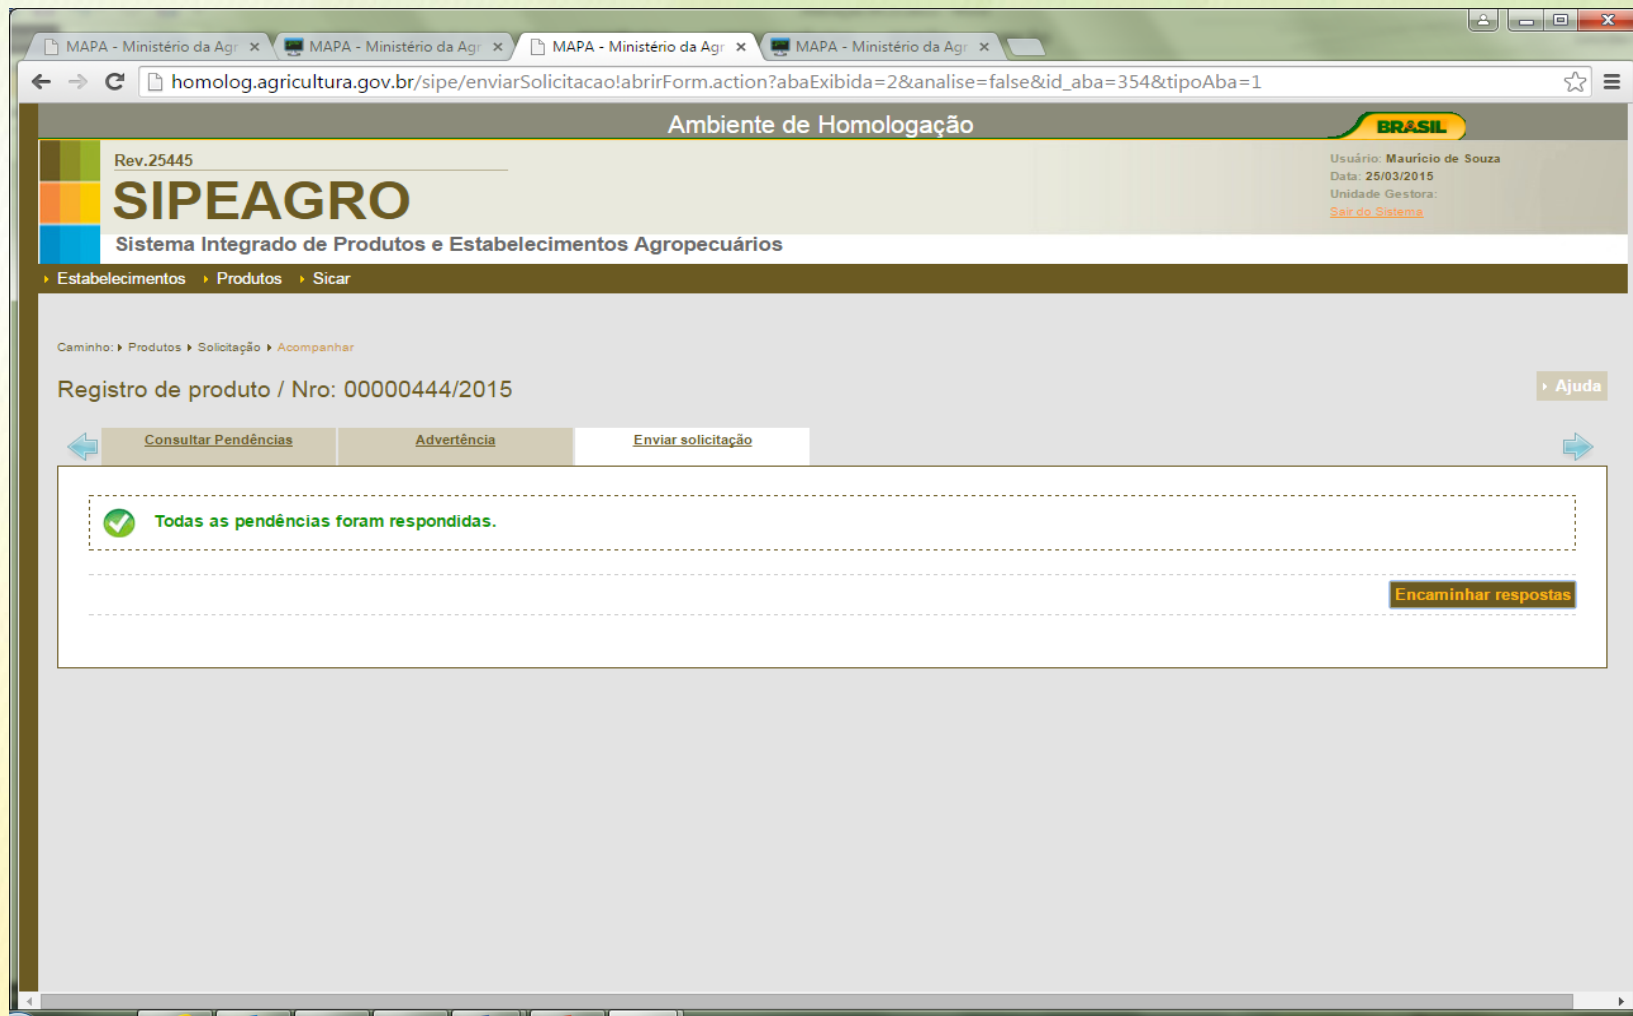 MAPA - Ministério da Agr
MAPA - Ministério da Agr
MAPA - Ministério da Agr
MAPA - Ministério da Agr
homolog.agricultura.gov.br/sipe/enviarSolicitacao!abrirForm.action?abaExibida=2&analise=false&id_aba=354&tipoAba=1
Ambiente de Homologação
BRASIL
Rev.25445
SIPEAGRO
Sistema Integrado de Produtos e Estabelecimentos Agropecuários
Usuário: Maurício de Souza
Data: 25/03/2015
Unidade Gestora:
Sair do Sistema
Estabelecimentos Produtos Sicar
Caminho: Produtos Solicitação Acompanhar
Registro de produto / Nro: 00000444/2015
Ajuda
Consultar Pendências Advertência Enviar solicitação
Todas as pendências foram respondidas.
Encaminhar respostas